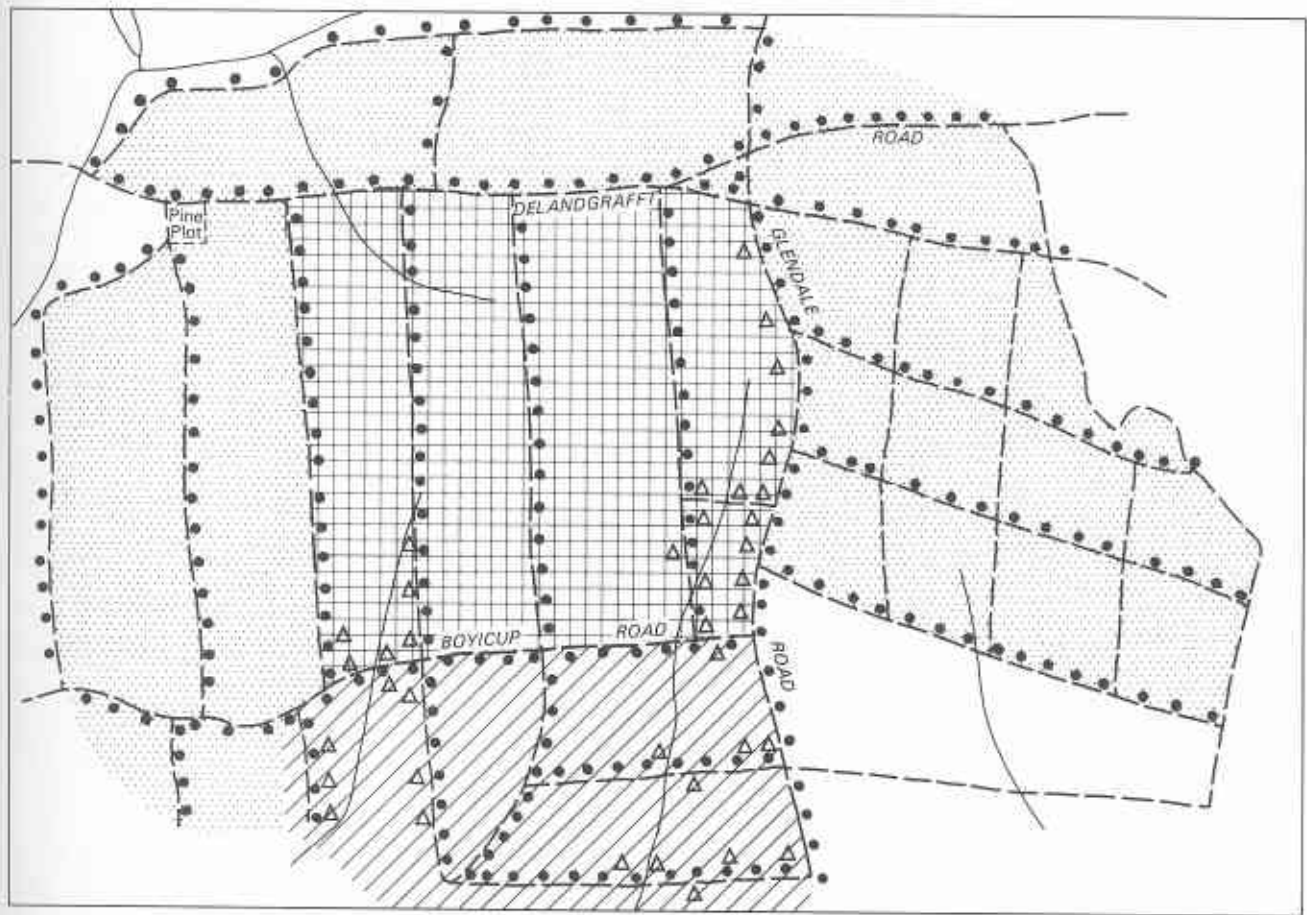 ROAD
Pine
Plot
DELANDGRAFFT
GLENDALE
BOYICUP
ROAD
ROAD